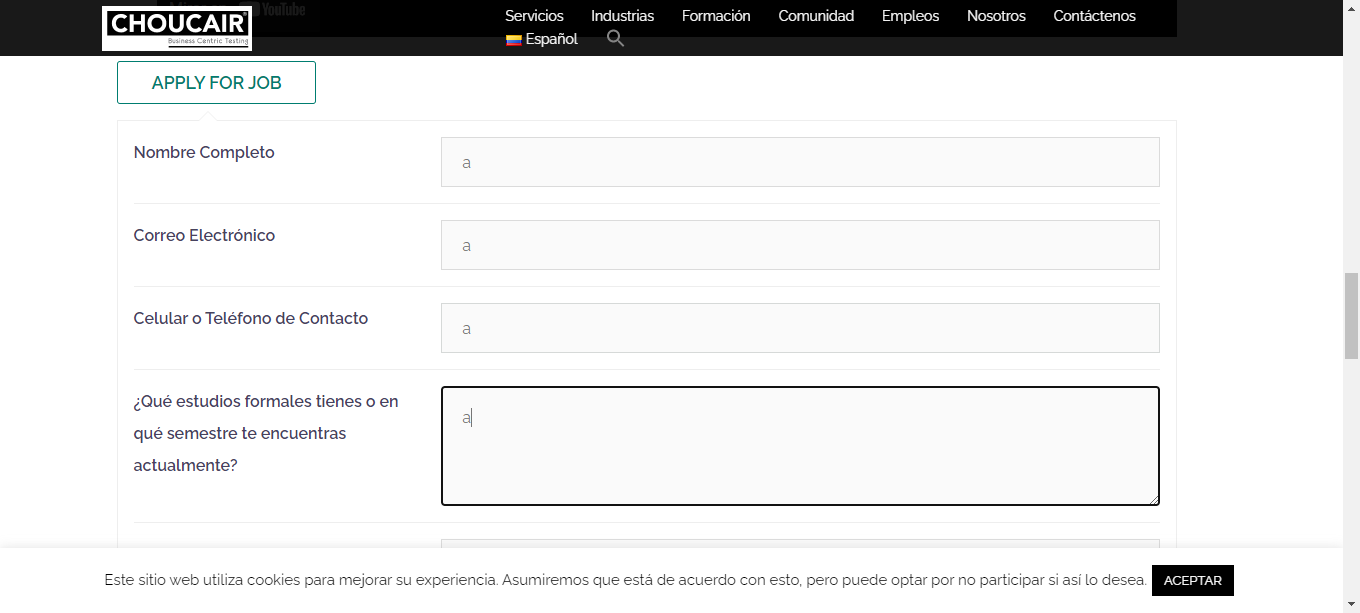 YouTube
CHOUCAIR
Business Centric Testing
Servicios Industrias Formación Comunidad Empleos Nosotros Contáctenos
Español
APPLY FOR JOB
Nombre Completo
a
Correo Electrónico
a
Celular o Teléfono de Contacto
a
¿Qué estudios formales tienes o en
qué semestre te encuentras
actualmente?
a
Este sitio web utiliza cookies para mejorar su experiencia. Asumiremos que está de acuerdo con esto, pero puede optar por no participar si así lo desea. ACEPTAR